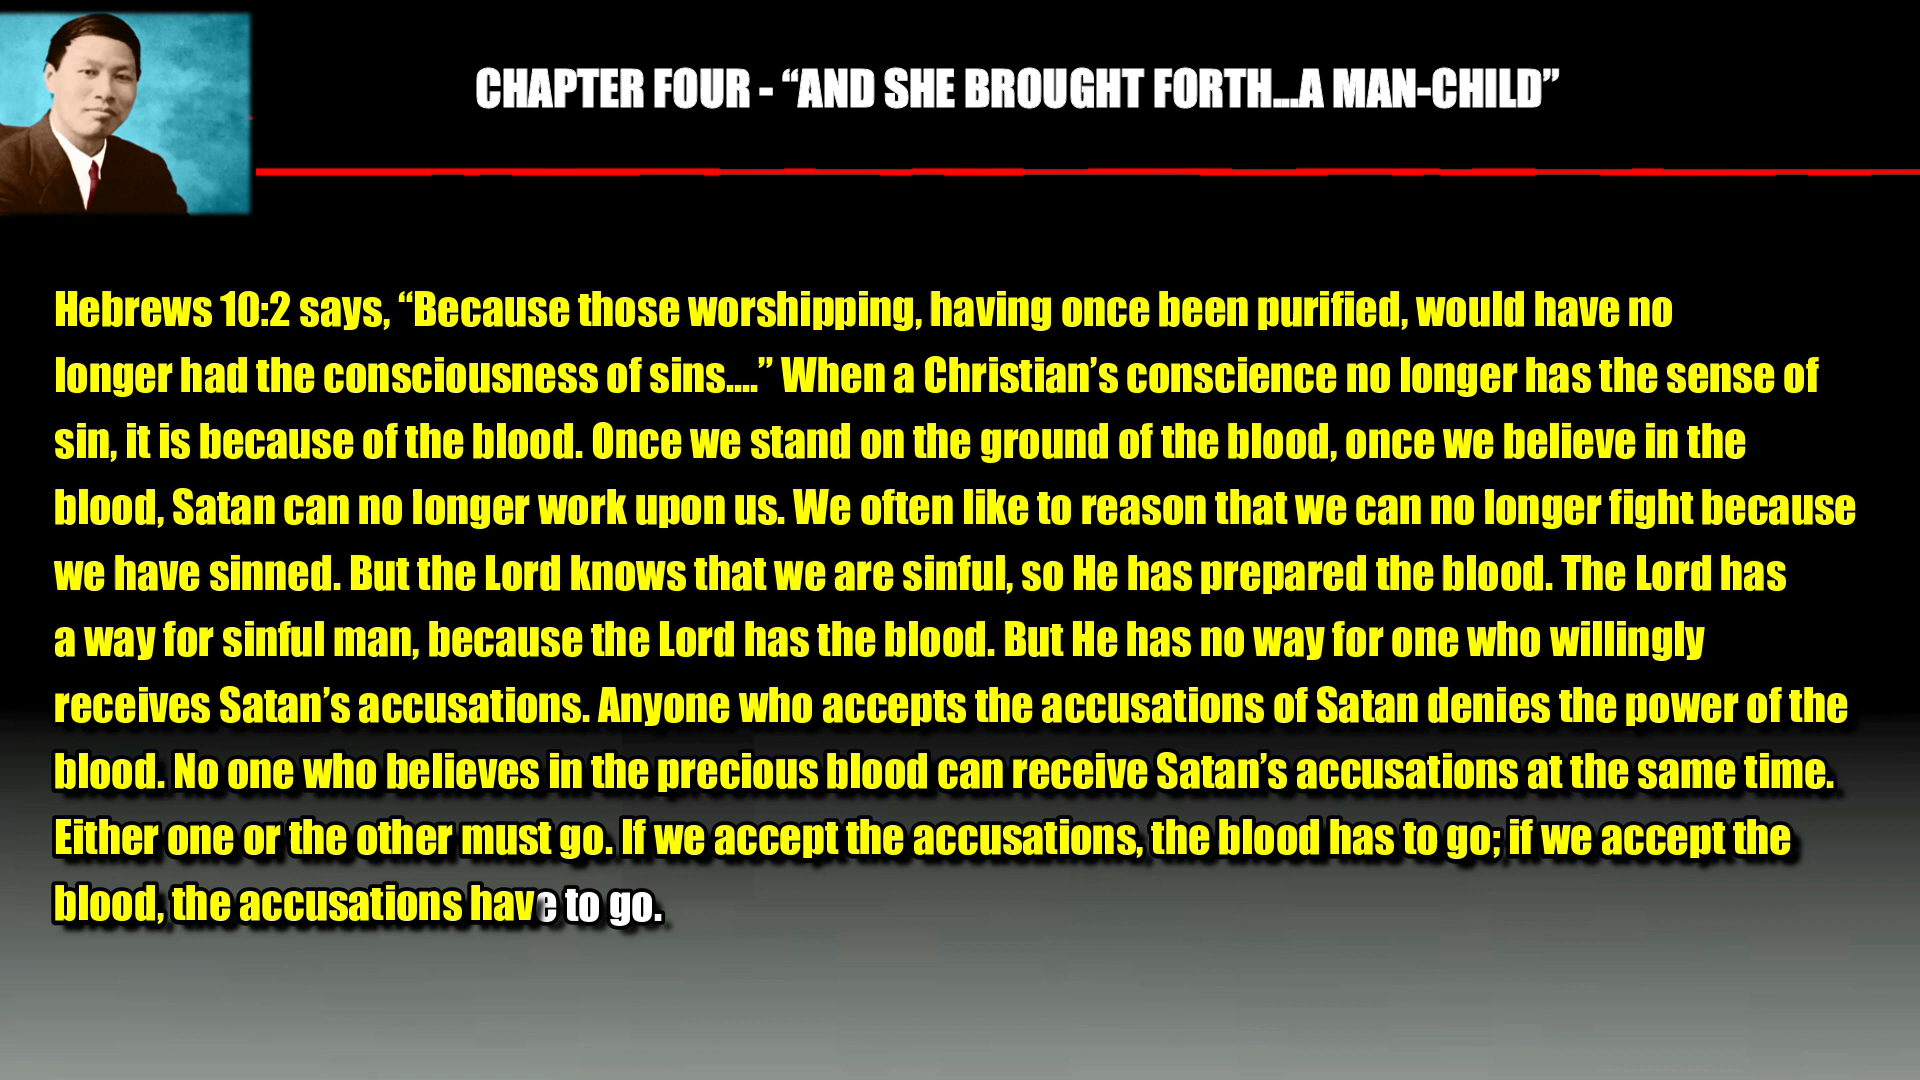 CHAPTER FOUR - “AND SHE BROUGHT FORTH...A MAN-CHILD”
Hebrews 10:2 says, “Because those worshipping, having once been purified, would have no
longer had the consciousness of sins....” When a Christian’s conscience no longer has the sense of
sin, it is because of the blood. Once we stand on the ground of the blood, once we believe in the
blood, Satan can no longer work upon us. We often like to reason that we can no longer fight because
we have sinned. But the Lord knows that we are sinful, so He has prepared the blood. The Lord has
a way for sinful man, because the Lord has the blood. But He has no way for one who willingly
receives Satan’s accusations. Anyone who accepts the accusations of Satan denies the power of the
blood. No one who believes in the precious blood can receive Satan’s accusations at the same time.
Either one or the other must go. If we accept the accusations, the blood has to go; if we accept the
blood, the accusations have to go.